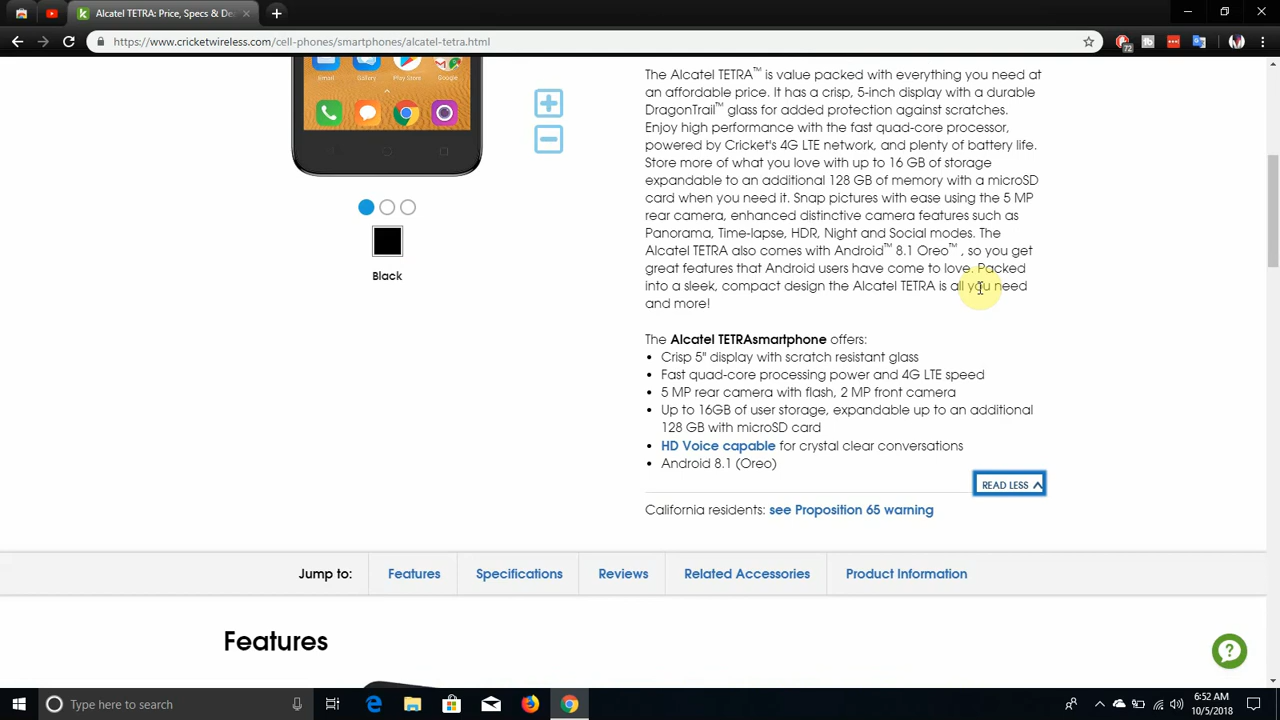 Alcatel TETRA: Price, Specs & De
https://www.cricketwireless.com/cell-phones/smartphones/alcatel-tetra.html
72
Email Gallery Play Store Google
Black
The Alcatel TETRA™ is value packed with everything you need at
an affordable price. It has a crisp, 5-inch display with a durable
DragonTrail™ glass for added protection against scratches.
Enjoy high performance with the fast quad-core processor,
powered by Cricket's 4G LTE network, and plenty of battery life.
Store more of what you love with up to 16 GB of storage
expandable to an additional 128 GB of memory with a microSD
card when you need it. Snap pictures with ease using the 5 MP
rear camera, enhanced distinctive camera features such as
Panorama, Time-lapse, HDR, Night and Social modes. The
Alcatel TETRA also comes with Android™ 8.1 Oreo™ , so you get
great features that Android users have come to love. Packed
into a sleek, compact design the Alcatel TETRA is all you need
and more!
The Alcatel TETRAsmartphone offers:
• Crisp 5" display with scratch resistant glass
• Fast quad-core processing power and 4G LTE speed
• 5 MP rear camera with flash, 2 MP front camera
• Up to 16GB of user storage, expandable up to an additional
128 GB with microSD card
• HD Voice capable for crystal clear conversations
• Android 8.1 (Oreo)
READ LESS
California residents: see Proposition 65 warning
Jump to: Features Specifications Reviews Related Accessories Product Information
Features
Type here to search
6:52 AM
10/5/2018